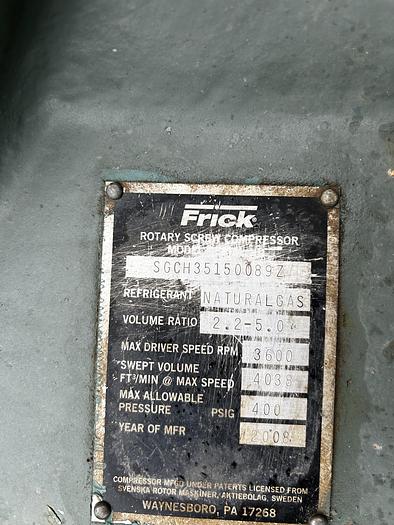 Frick
ROTARY SCREW COMPRESSOR
MODEL
SGCH35150089Z
REFRIGERANT NATURALGAS
VOLUME RATIO 2.2-5.0
MAX DRIVER SPEED RPM 3600
SWEPT VOLUME
FT³/MIN @ MAX SPEED 4038
MAX ALLOWABLE
PRESSURE PSIG 400
YEAR OF MFR 2008
COMPRESSOR MFGD UNDER PATENTS LICENSED FROM
SVENSKA ROTOR MASKINER, AKTIEBOLAG, SWEDEN
WAYNESBORO, PA 17268